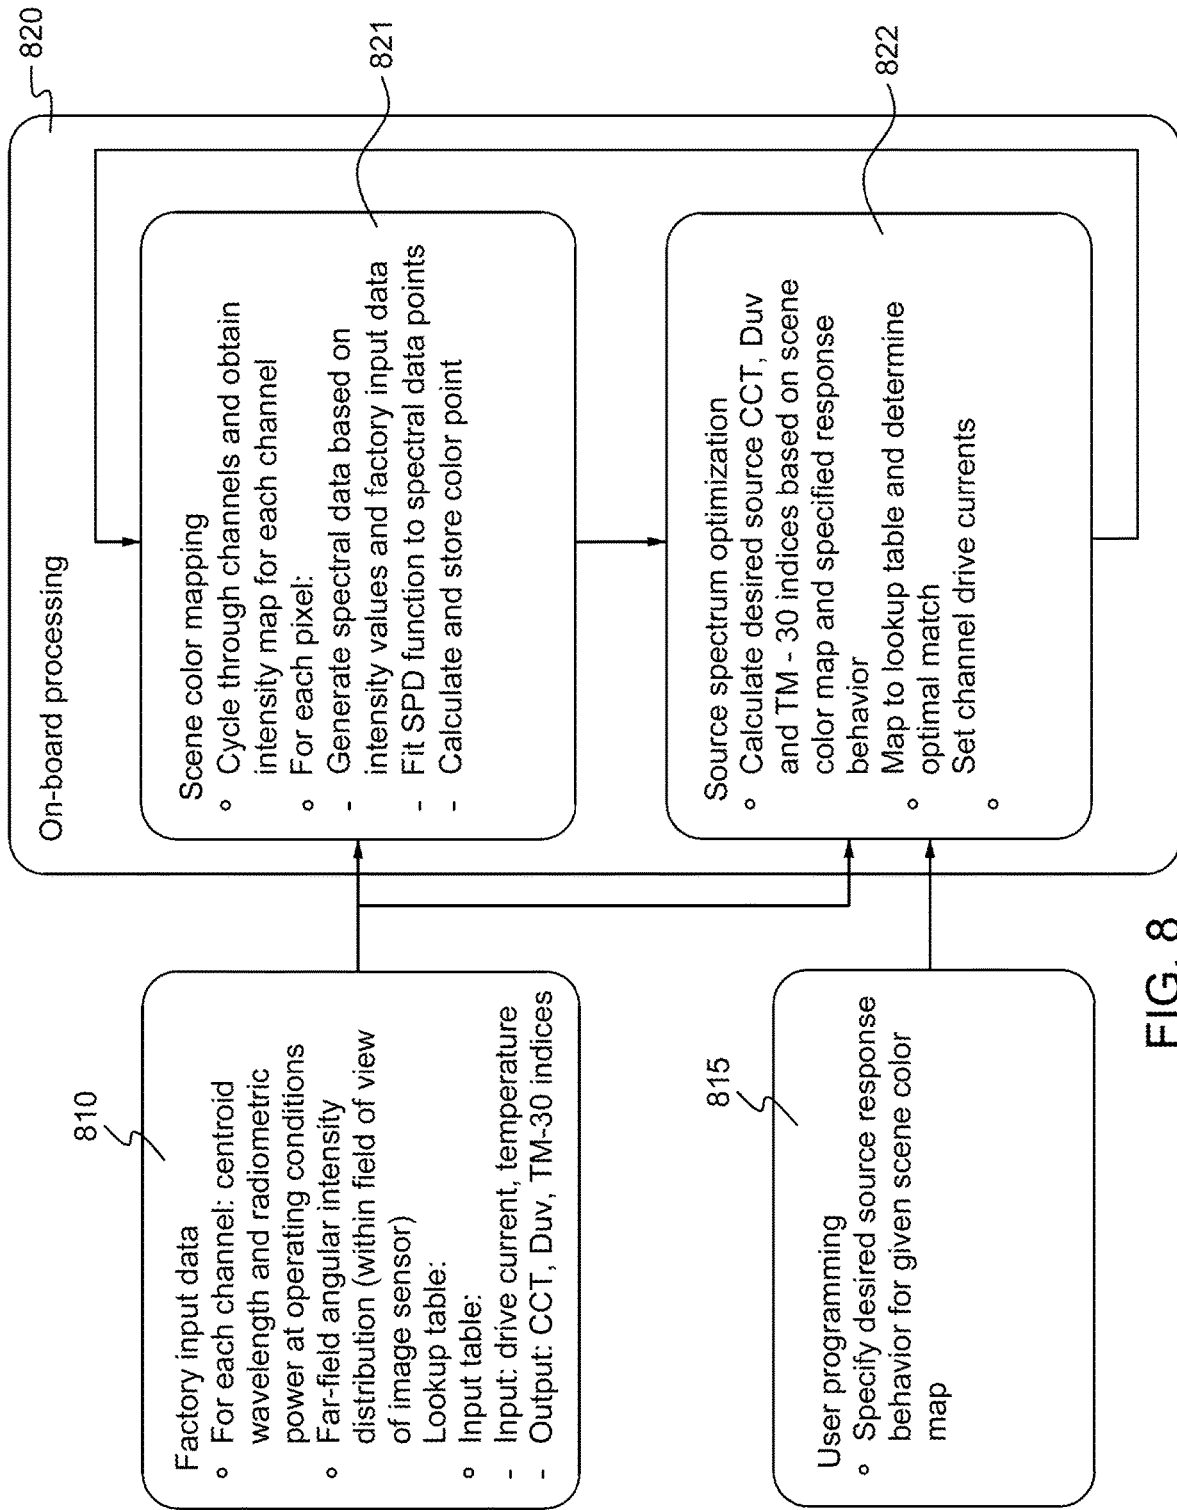 820
On-board processing
821
Scene color mapping
° Cycle through channels and obtain
intensity map for each channel
° For each pixel:
- Generate spectral data based on
intensity values and factory input data
- Fit SPD function to spectral data points
- Calculate and store color point
822
Source spectrum optimization
° Calculate desired source CCT, Duv
and TM - 30 indices based on scene
color map and specified response
behavior
° Map to lookup table and determine
optimal match
° Set channel drive currents
810
Factory input data
° For each channel: centroid
wavelength and radiometric
power at operating conditions
° Far-field angular intensity
distribution (within field of view
of image sensor)
Lookup table:
° Input table:
- Input: drive current, temperature
- Output: CCT, Duv, TM-30 indices
815
User programming
° Specify desired source response
behavior for given scene color
map
FIG. 8